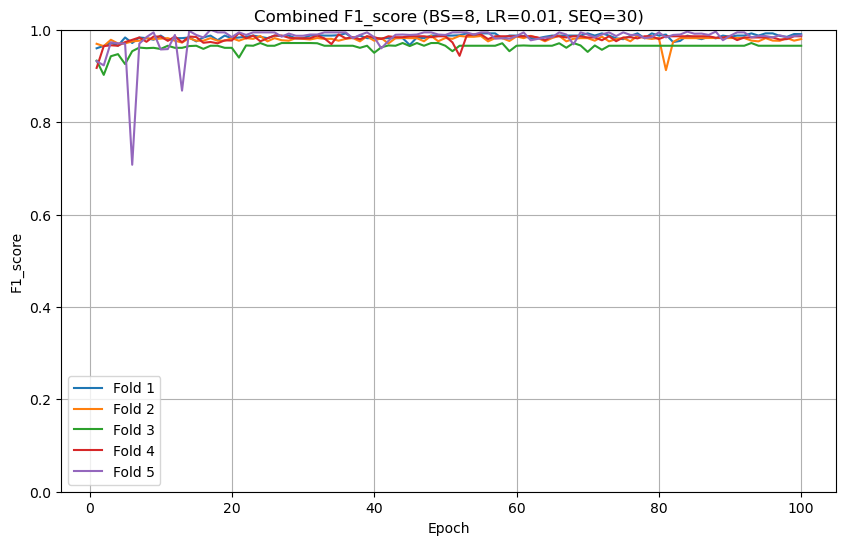 Combined F1_score (BS=8, LR=0.01, SEQ=30)
1.0
0.8
0.6
0.4
0.2
0.0
F1_score
Fold 1
Fold 2
Fold 3
Fold 4
Fold 5
0 20 40 60 80 100
Epoch